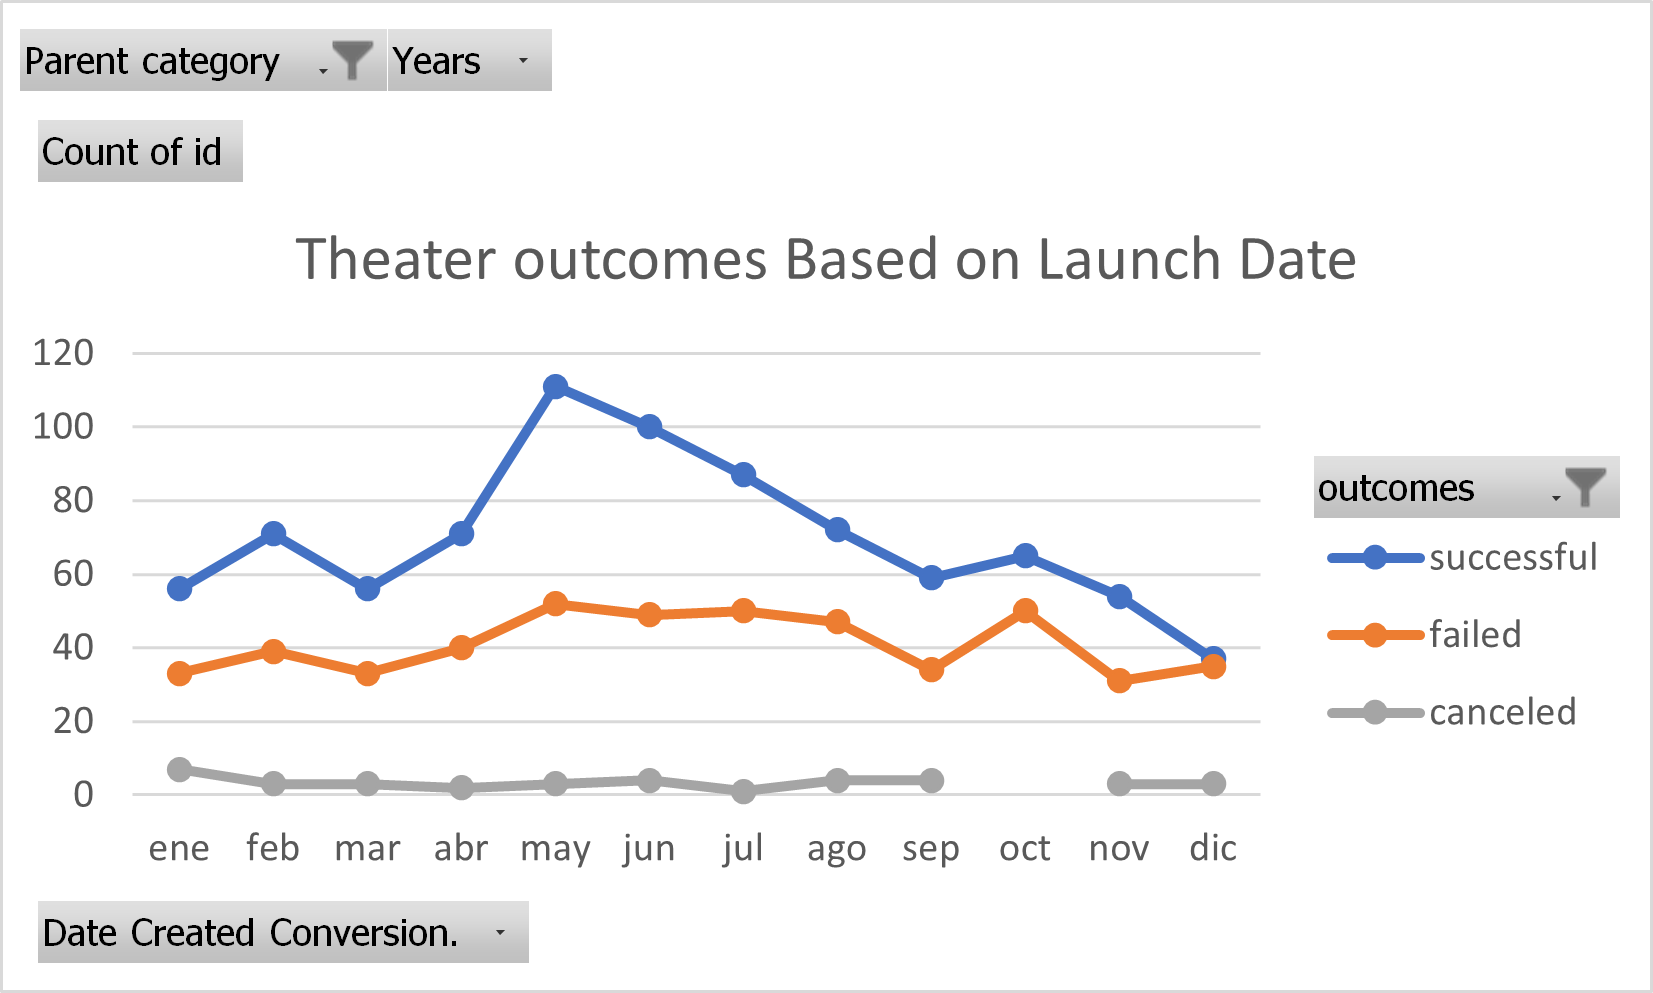 Parent category Years
Count of id
Theater outcomes Based on Launch Date
120
100
80
60
40
20
0
ene feb mar abr may jun jul ago sep oct nov dic
outcomes
successful
failed
canceled
Date Created Conversion.